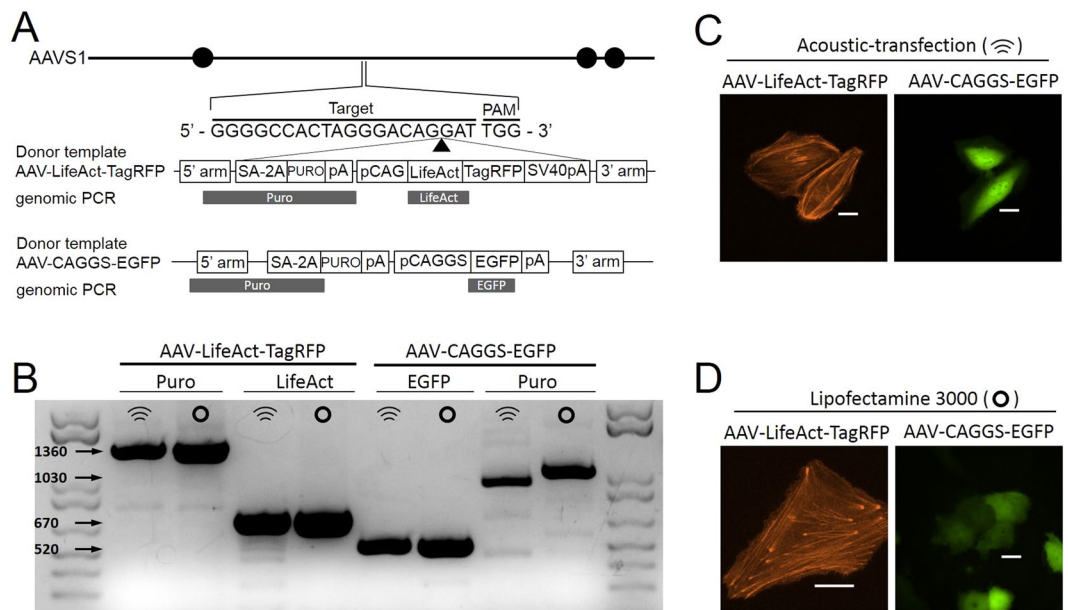 A
AAVS1
Target PAM
5' - GGGGCCACTAGGGACAGGAT TGG - 3'
Donor template
AAV-LifeAct-TagRFP 5' arm SA-2A PURO pA pCAG LifeAct TagRFP SV40pA 3' arm
genomic PCR Puro LifeAct
Donor template
AAV-CAGGS-EGFP 5' arm SA-2A PURO pA pCAGGS EGFP pA 3' arm
genomic PCR Puro EGFP
B
AAV-LifeAct-TagRFP AAV-CAGGS-EGFP
Puro LifeAct EGFP Puro
1360
1030
670
520
C
Acoustic-transfection ( )
AAV-LifeAct-TagRFP AAV-CAGGS-EGFP
D
Lipofectamine 3000 ( )
AAV-LifeAct-TagRFP AAV-CAGGS-EGFP